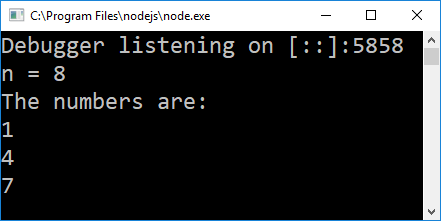 C:\Program Files\nodejs\node.exe
Debugger listening on [::]:5858
n = 8
The numbers are:
1
4
7